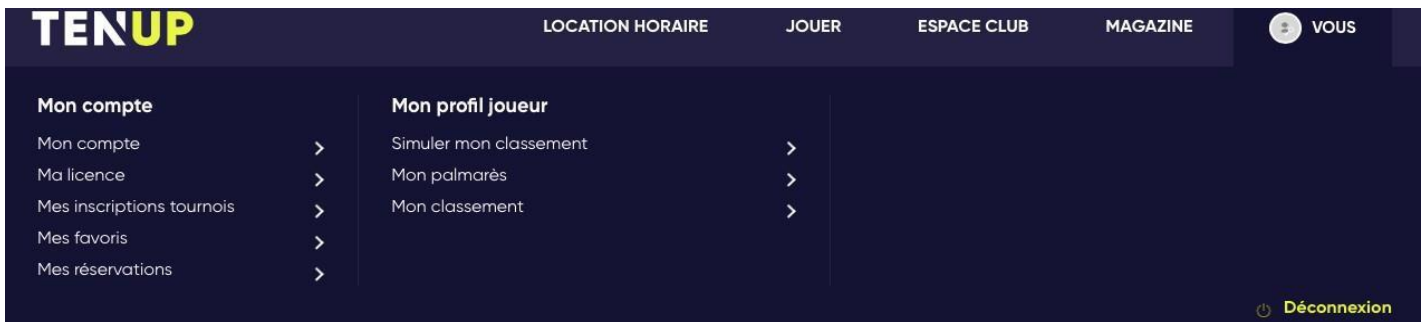 TENUP
LOCATION HORAIRE JOUER ESPACE CLUB MAGAZINE VOUS
Mon compte
Mon compte
Ma licence
Mes inscriptions tournois
Mes favoris
Mes réservations
Mon profil joueur
Simuler mon classement
Mon palmarès
Mon classement
Déconnexion